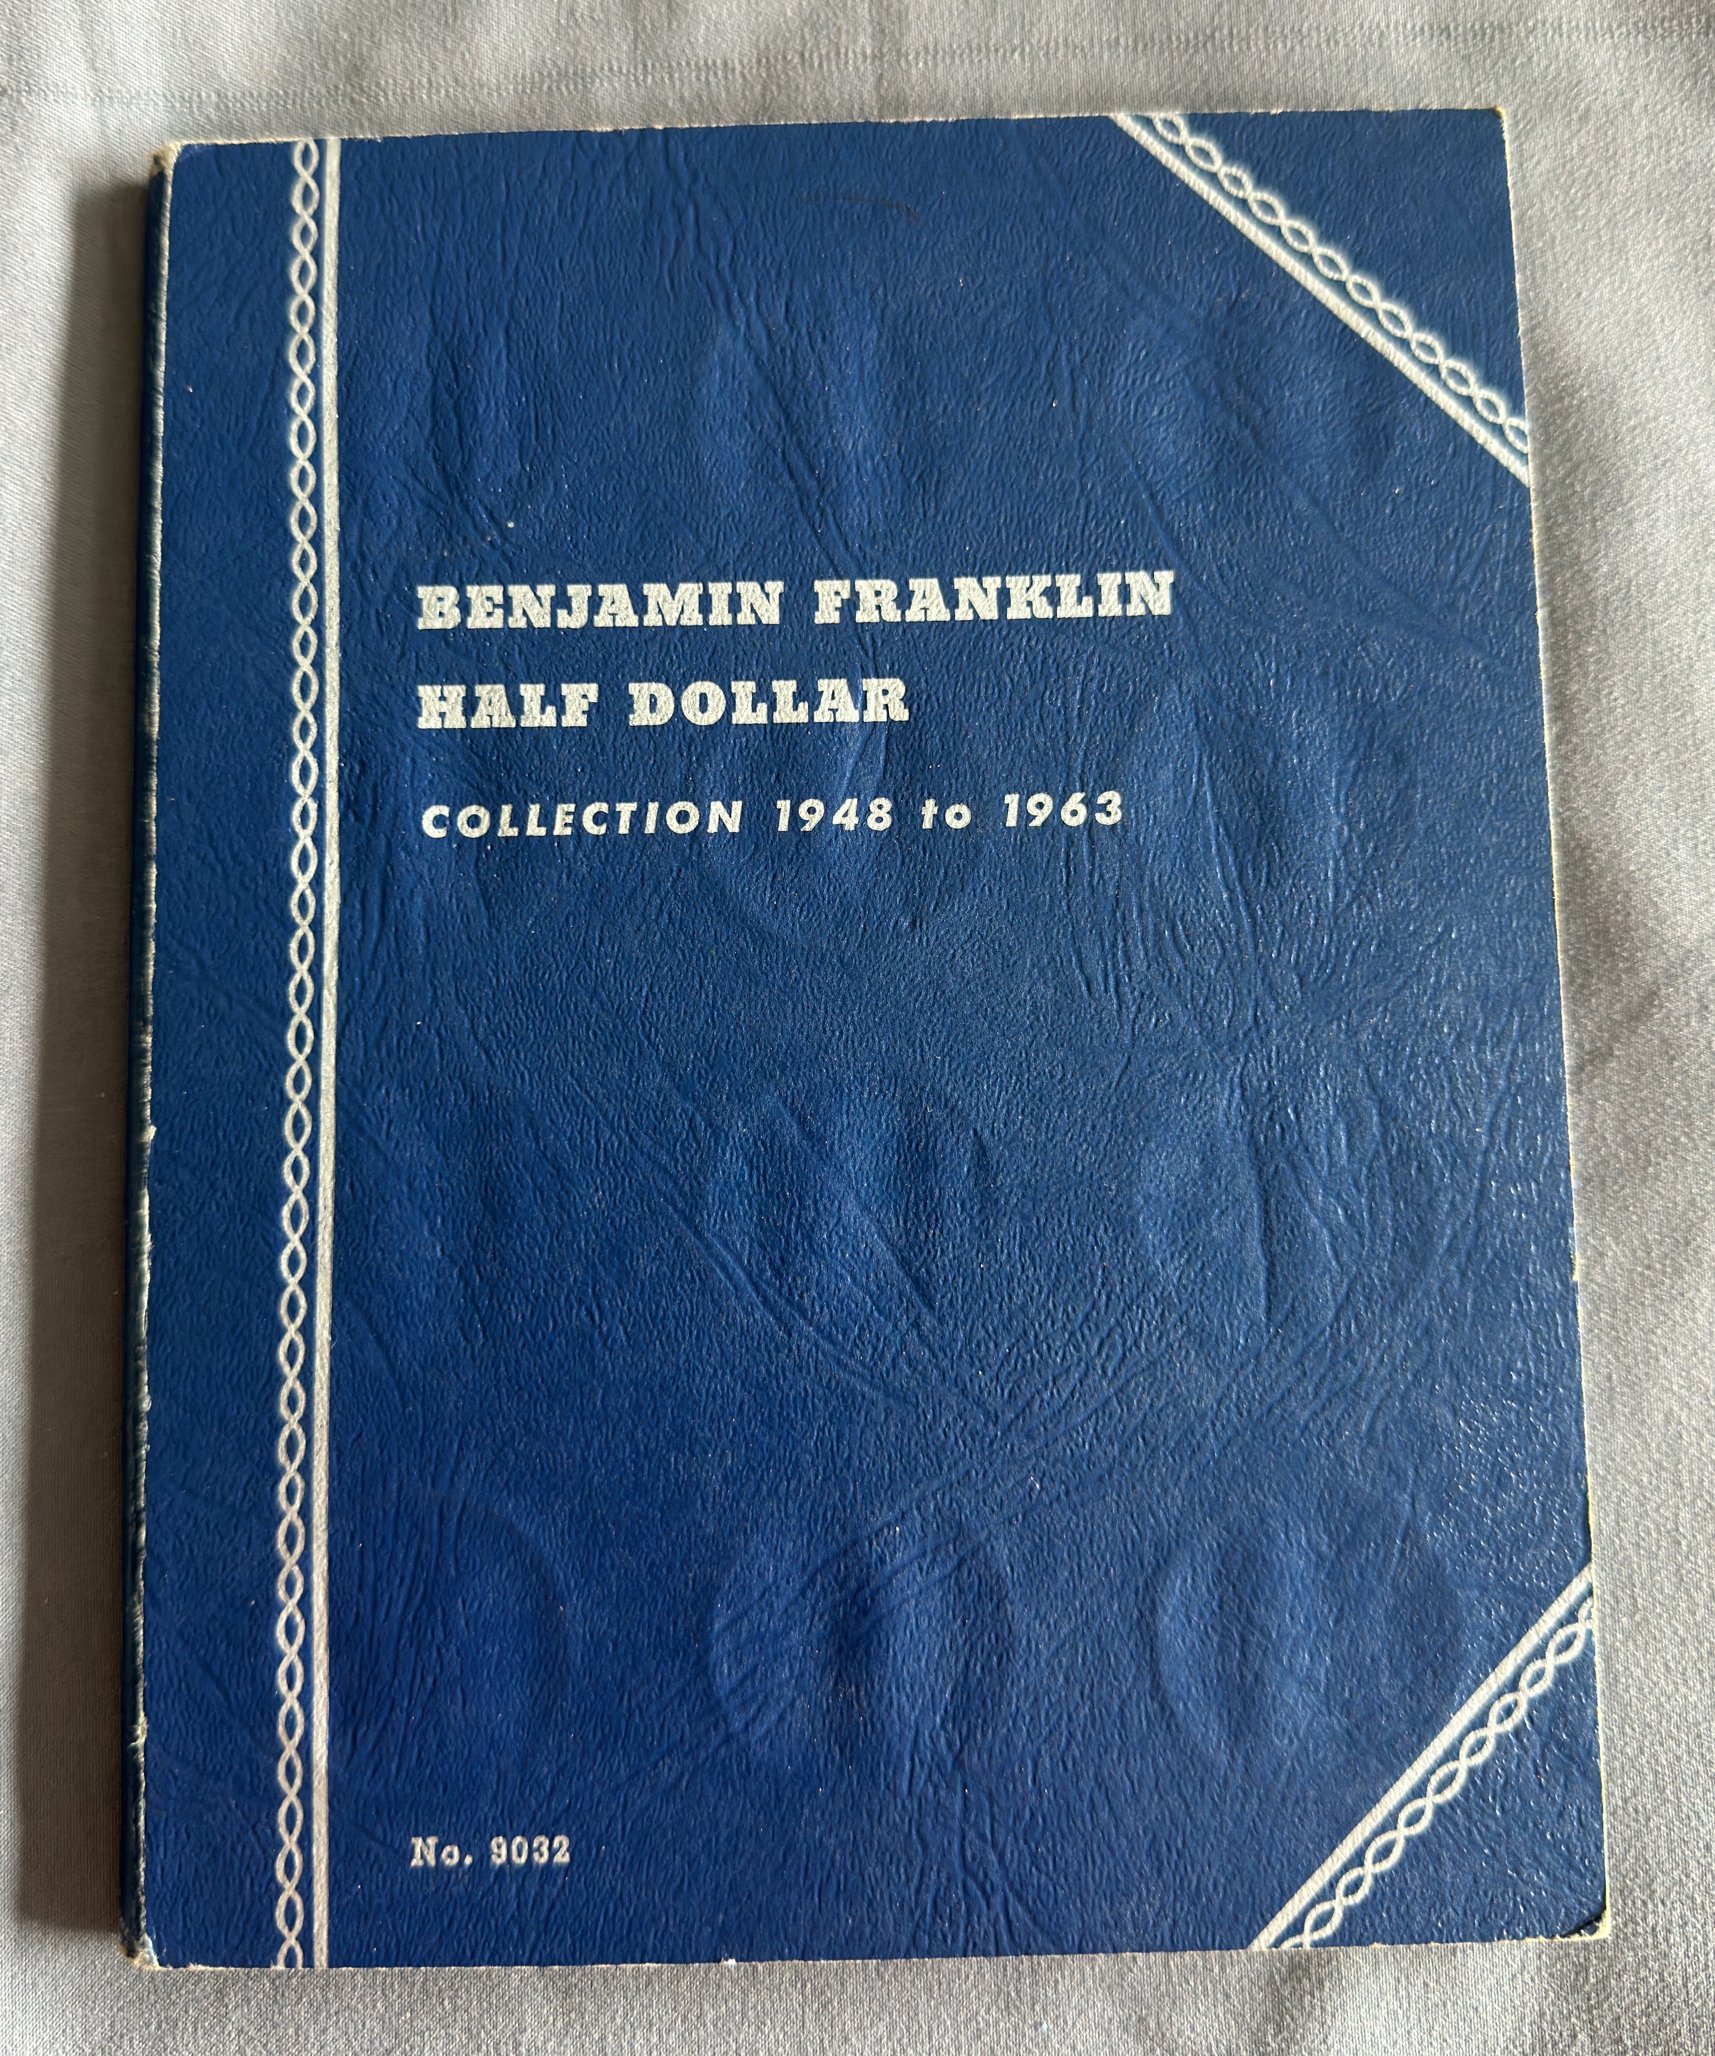 BENJAMIN FRANKLIN
HALF DOLLAR
COLLECTION 1948 to 1963
No. 9032